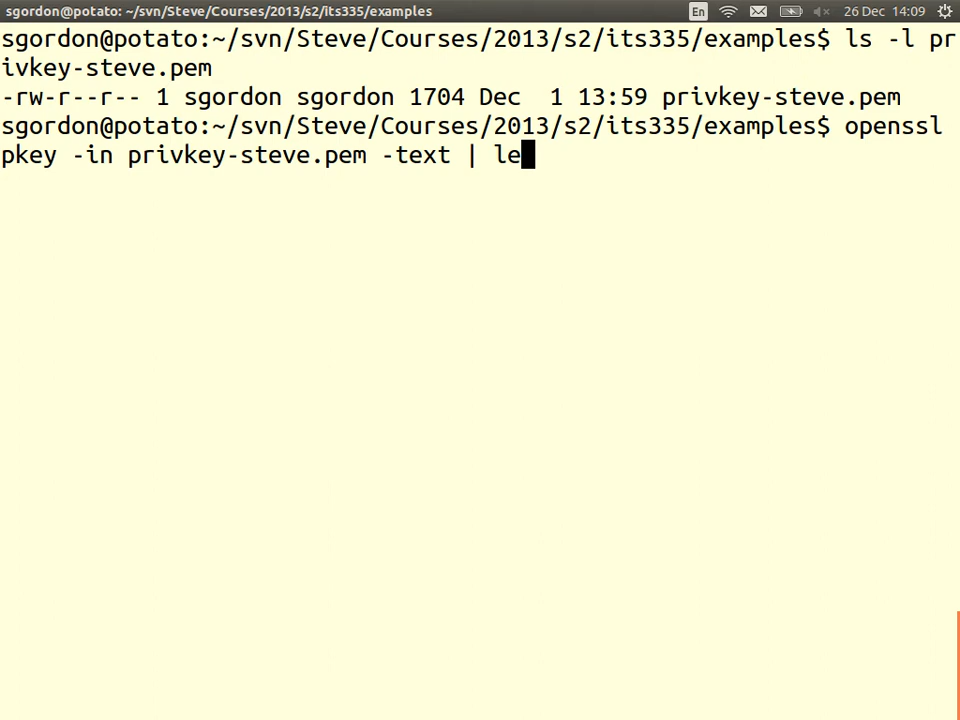 sgordon@potato: ~/svn/Steve/Courses/2013/s2/its335/examples En 26 Dec 14:09
sgordon@potato:~/svn/Steve/Courses/2013/s2/its335/examples$ ls -l pr
ivkey-steve.pem
-rw-r--r-- 1 sgordon sgordon 1704 Dec  1 13:59 privkey-steve.pem
sgordon@potato:~/svn/Steve/Courses/2013/s2/its335/examples$ openssl
pkey -in privkey-steve.pem -text | le